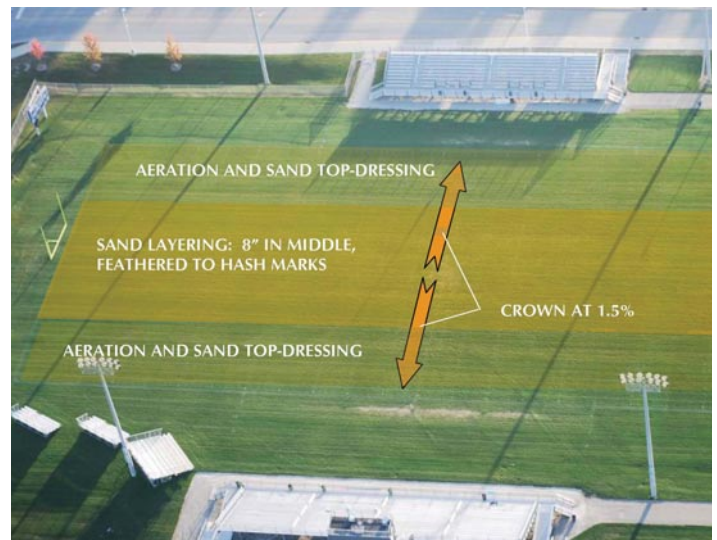 AERATION AND SAND TOP-DRESSING
SAND LAYERING: 8" IN MIDDLE,
FEATHERED TO HASH MARKS
CROWN AT 1.5%
AERATION AND SAND TOP-DRESSING